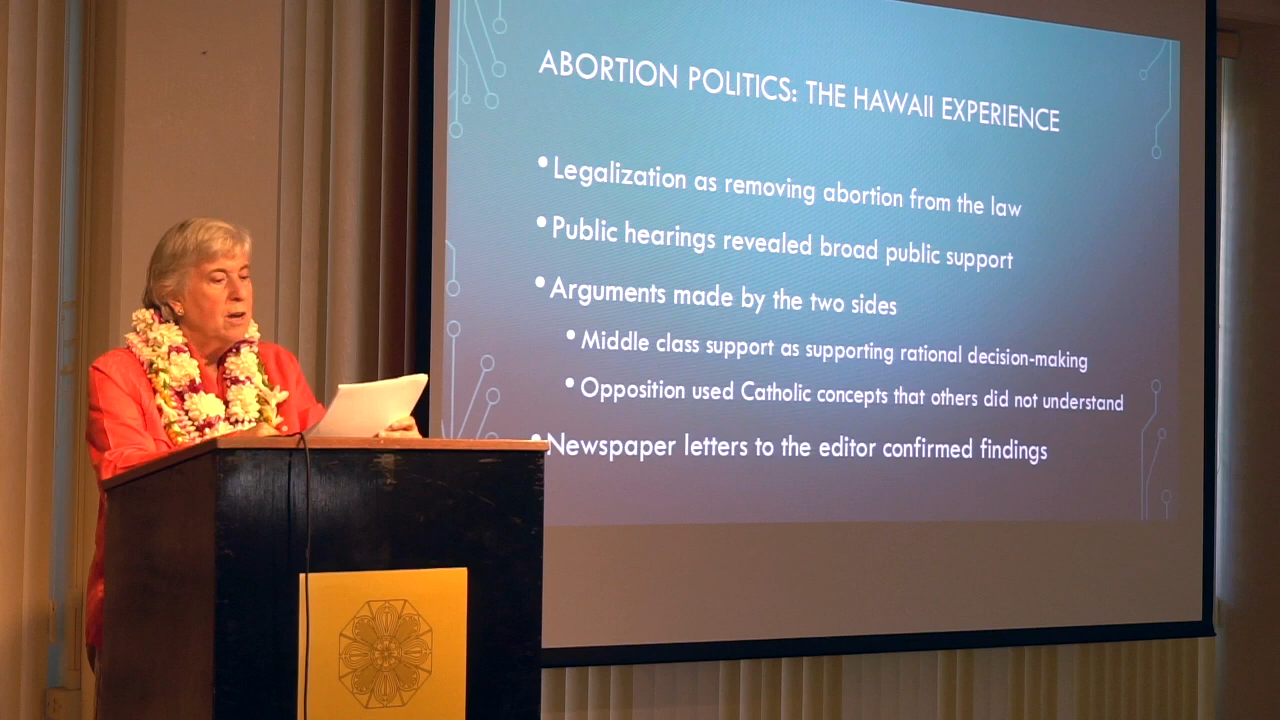 ABORTION POLITICS: THE HAWAII EXPERIENCE
• Legalization as removing abortion from the law
• Public hearings revealed broad public support
• Arguments made by the two sides
• Middle class support as supporting rational decision-making
• Opposition used Catholic concepts that others did not understand
• Newspaper letters to the editor confirmed findings